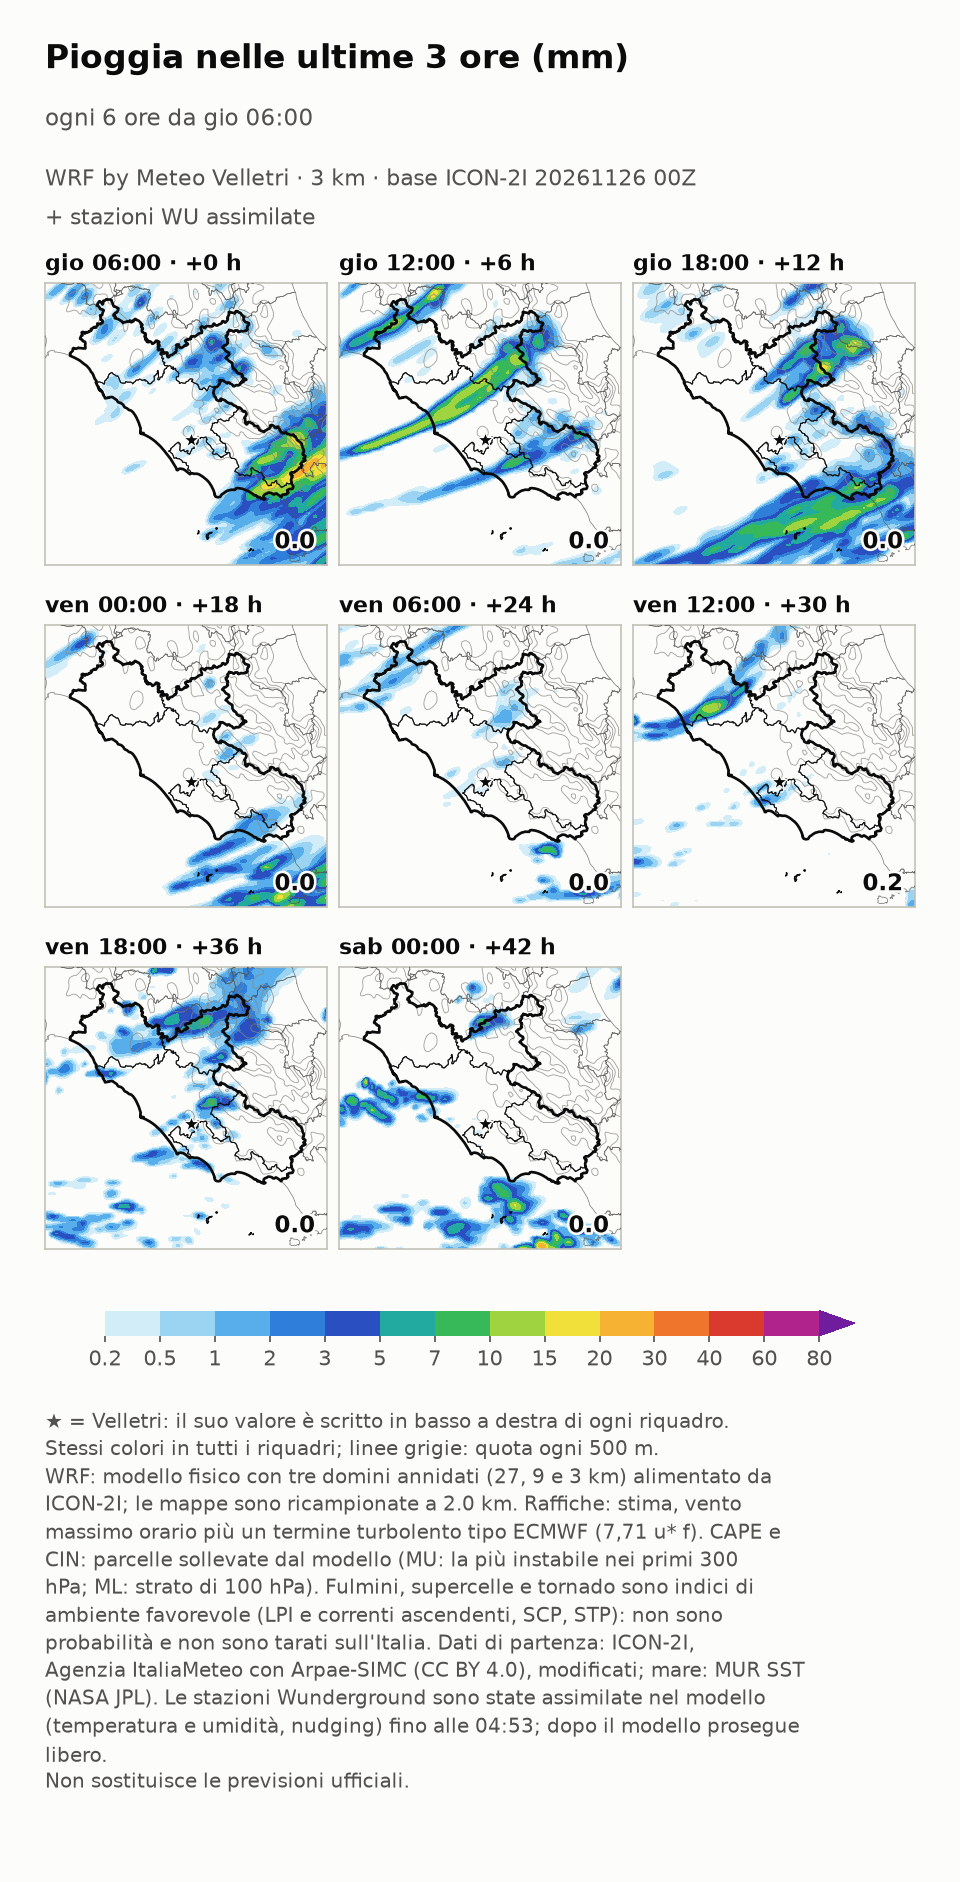 Pioggia nelle ultime 3 ore (mm)
ogni 6 ore da gio 06:00
WRF by Meteo Velletri · 3 km · base ICON-2I 20261126 00Z
+ stazioni WU assimilate
gio 06:00 · +0 h
gio 12:00 · +6 h
gio 18:00 · +12 h
0.0
0.0
0.0
ven 00:00 · +18 h
ven 06:00 · +24 h
ven 12:00 · +30 h
0.0
0.0
0.2
ven 18:00 · +36 h
sab 00:00 · +42 h
0.0
0.0
0.2 0.5 1 2 3 5 7 10 15 20 30 40 60 80
★ = Velletri: il suo valore è scritto in basso a destra di ogni riquadro.
Stessi colori in tutti i riquadri; linee grigie: quota ogni 500 m.
WRF: modello fisico con tre domini annidati (27, 9 e 3 km) alimentato da
ICON-2I; le mappe sono ricampionate a 2.0 km. Raffiche: stima, vento
massimo orario più un termine turbolento tipo ECMWF (7,71 u* f). CAPE e
CIN: parcelle sollevate dal modello (MU: la più instabile nei primi 300
hPa; ML: strato di 100 hPa). Fulmini, supercelle e tornado sono indici di
ambiente favorevole (LPI e correnti ascendenti, SCP, STP): non sono
probabilità e non sono tarati sull'Italia. Dati di partenza: ICON-2I,
Agenzia ItaliaMeteo con Arpae-SIMC (CC BY 4.0), modificati; mare: MUR SST
(NASA JPL). Le stazioni Wunderground sono state assimilate nel modello
(temperatura e umidità, nudging) fino alle 04:53; dopo il modello prosegue
libero.
Non sostituisce le previsioni ufficiali.